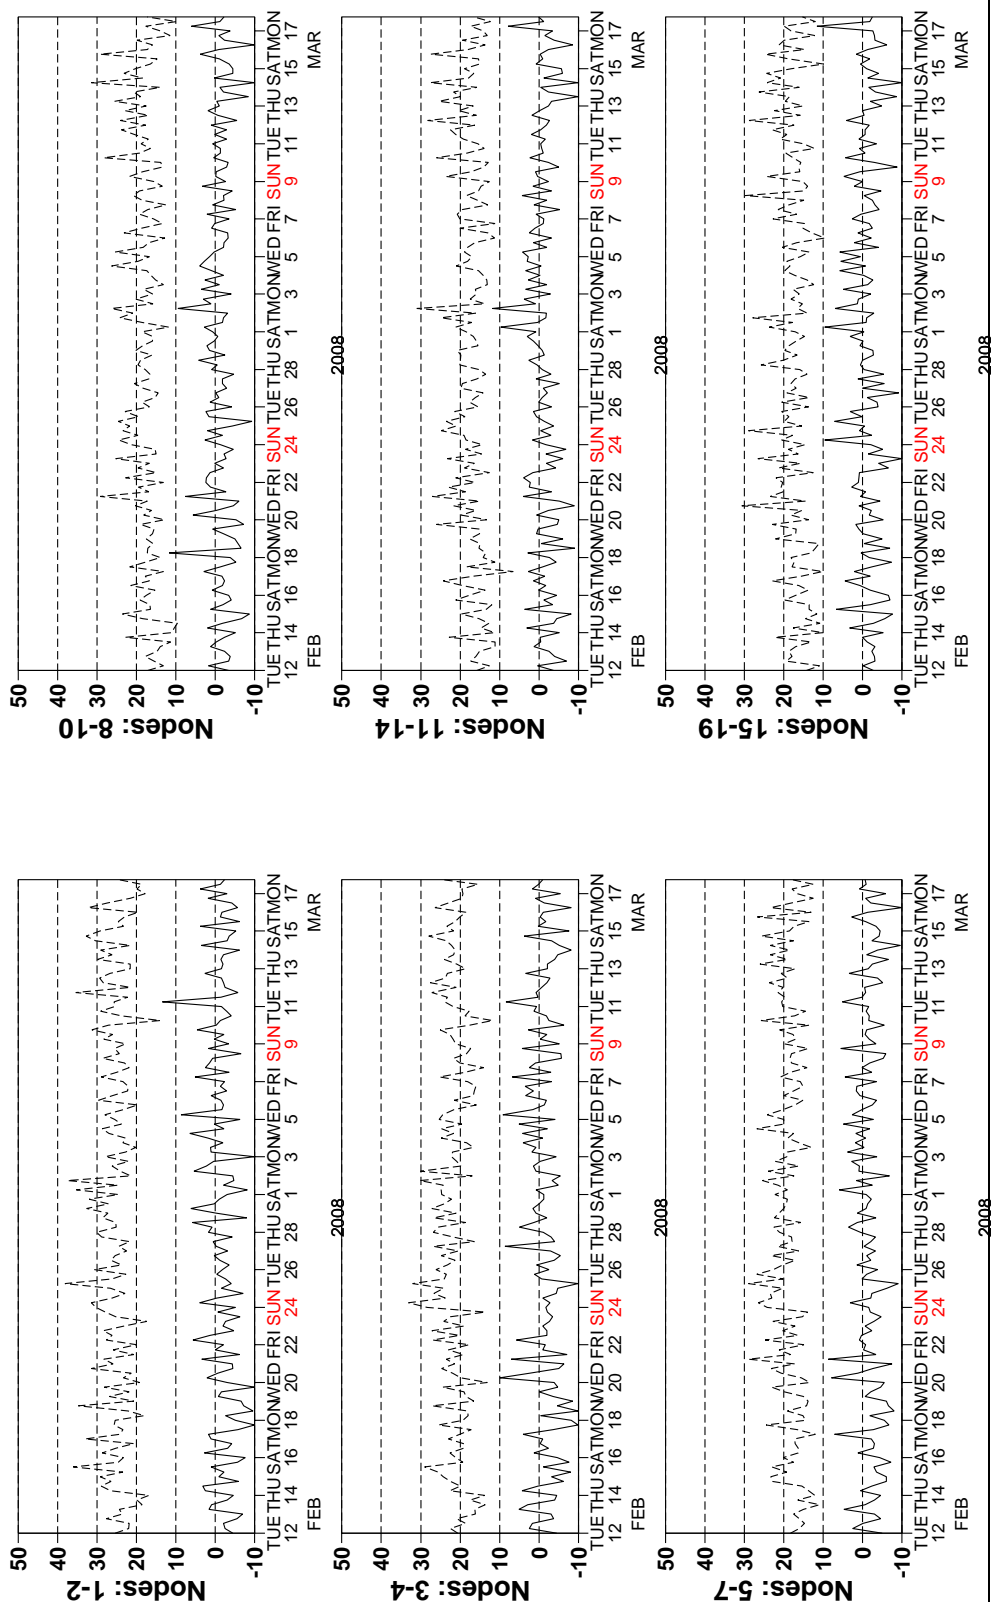 50
40
30
20
10
0
-10
Nodes: 1-2
TUE THU SAT MON WED FRI SUN TUE THU SAT MON WED FRI SUN TUE THU SAT MON
12 14 16 18 20 22 24 26 28 1 3 5 7 9 11 13 15 17
FEB MAR
2008
50
40
30
20
10
0
-10
Nodes: 8-10
TUE THU SAT MON WED FRI SUN TUE THU SAT MON WED FRI SUN TUE THU SAT MON
12 14 16 18 20 22 24 26 28 1 3 5 7 9 11 13 15 17
FEB MAR
2008
50
40
30
20
10
0
-10
Nodes: 3-4
TUE THU SAT MON WED FRI SUN TUE THU SAT MON WED FRI SUN TUE THU SAT MON
12 14 16 18 20 22 24 26 28 1 3 5 7 9 11 13 15 17
FEB MAR
2008
50
40
30
20
10
0
-10
Nodes: 11-14
TUE THU SAT MON WED FRI SUN TUE THU SAT MON WED FRI SUN TUE THU SAT MON
12 14 16 18 20 22 24 26 28 1 3 5 7 9 11 13 15 17
FEB MAR
2008
50
40
30
20
10
0
-10
Nodes: 5-7
TUE THU SAT MON WED FRI SUN TUE THU SAT MON WED FRI SUN TUE THU SAT MON
12 14 16 18 20 22 24 26 28 1 3 5 7 9 11 13 15 17
FEB MAR
2008
50
40
30
20
10
0
-10
Nodes: 15-19
TUE THU SAT MON WED FRI SUN TUE THU SAT MON WED FRI SUN TUE THU SAT MON
12 14 16 18 20 22 24 26 28 1 3 5 7 9 11 13 15 17
FEB MAR
2008